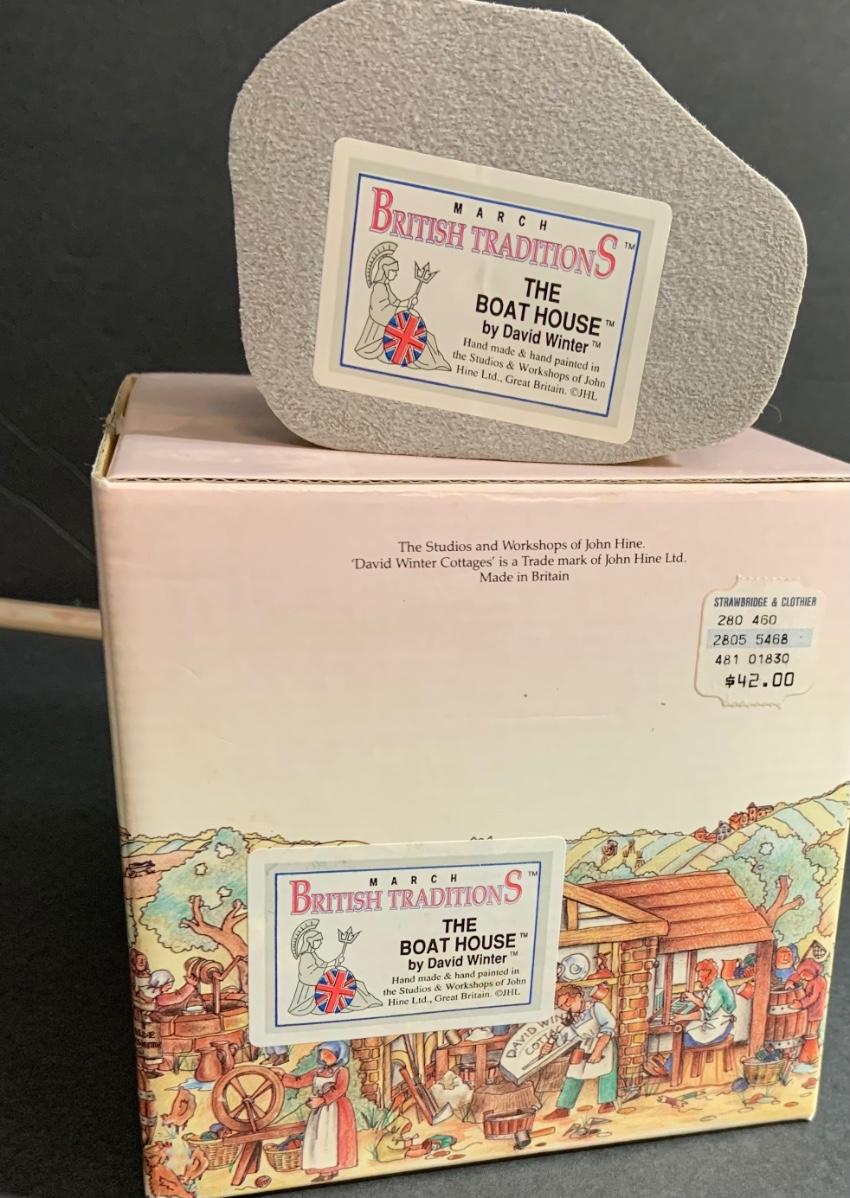 MARCH
BRITISH TRADITIONS™
THE
BOAT HOUSE™
by David Winter™
Hand made & hand painted in
the Studios & Workshops of John
Hine Ltd., Great Britain. ©JHL
The Studios and Workshops of John Hine.
'David Winter Cottages' is a Trade mark of John Hine Ltd.
Made in Britain
STRAWBRIDGE & CLOTHIER
280 460
2805 5468
481 01830
$42.00
MARCH
BRITISH TRADITIONS™
THE
BOAT HOUSE™
by David Winter™
Hand made & hand painted in
the Studios & Workshops of John
Hine Ltd., Great Britain. ©JHL
DAVID WIN